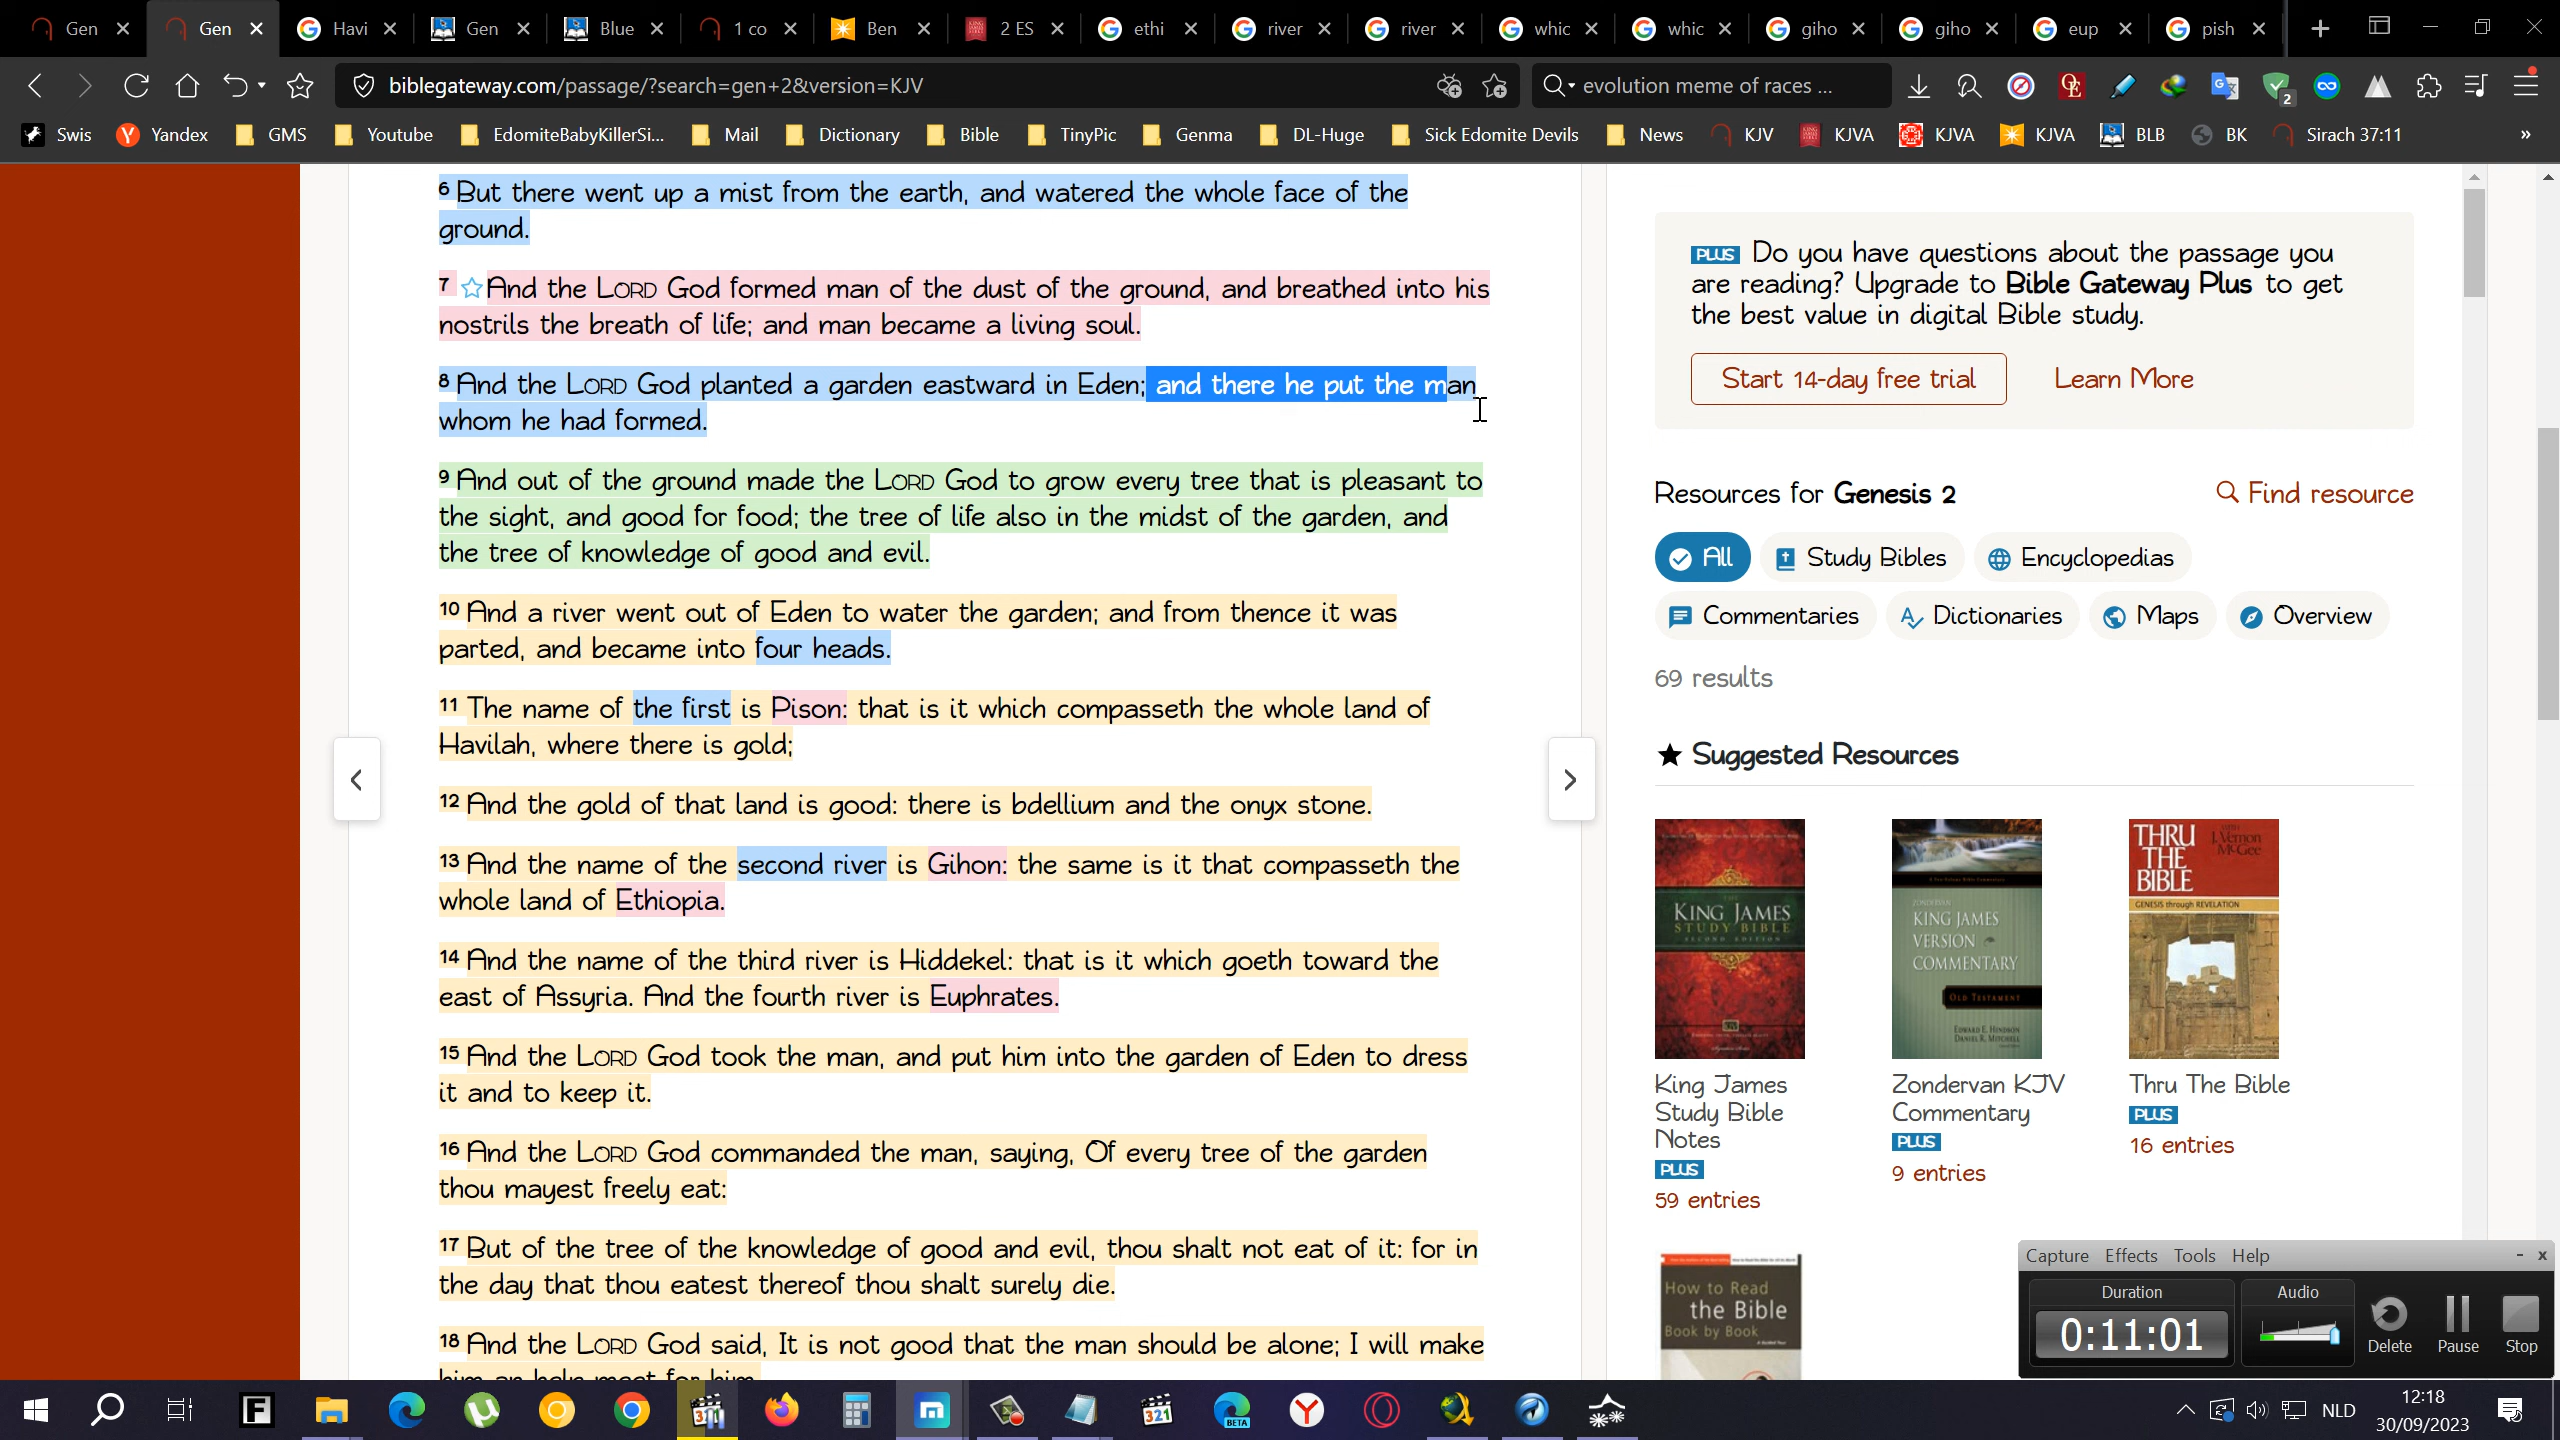 Gen
Gen
Havi
Gen
Blue
1 co
Ben
2 ES
ethi
river
river
whic
whic
giho
giho
eup
pish
biblegateway.com/passage/?search=gen+2&version=KJV
evolution meme of races ...
2
Swis
Yandex
GMS
Youtube
EdomiteBabyKillerSi...
Mail
Dictionary
Bible
TinyPic
Genma
DL-Huge
Sick Edomite Devils
News
KJV
KJVA
KJVA
KJVA
BLB
BK
Sirach 37:11
»
6 But there went up a mist from the earth, and watered the whole face of the
ground.
7 And the LORD God formed man of the dust of the ground, and breathed into his
nostrils the breath of life; and man became a living soul.
8 And the LORD God planted a garden eastward in Eden; and there he put the man
whom he had formed.
9 And out of the ground made the LORD God to grow every tree that is pleasant to
the sight, and good for food; the tree of life also in the midst of the garden, and
the tree of knowledge of good and evil.
10 And a river went out of Eden to water the garden; and from thence it was
parted, and became into four heads.
11 The name of the first is Pison: that is it which compasseth the whole land of
Havilah, where there is gold;
12 And the gold of that land is good: there is bdellium and the onyx stone.
13 And the name of the second river is Gihon: the same is it that compasseth the
whole land of Ethiopia.
14 And the name of the third river is Hiddekel: that is it which goeth toward the
east of Assyria. And the fourth river is Euphrates.
15 And the LORD God took the man, and put him into the garden of Eden to dress
it and to keep it.
16 And the LORD God commanded the man, saying, Of every tree of the garden
thou mayest freely eat:
17 But of the tree of the knowledge of good and evil, thou shalt not eat of it: for in
the day that thou eatest thereof thou shalt surely die.
18 And the LORD God said, It is not good that the man should be alone; I will make
him an help meet for him.
PLUS Do you have questions about the passage you
are reading? Upgrade to Bible Gateway Plus to get
the best value in digital Bible study.
Start 14-day free trial
Learn More
Resources for Genesis 2
Find resource
All
Study Bibles
Encyclopedias
Commentaries
Dictionaries
Maps
Overview
69 results
Suggested Resources
KING JAMES
STUDY BIBLE
SECOND EDITION
KING JAMES
VERSION
COMMENTARY
OLD TESTAMENT
EDWARD E. HINDSON
DANIEL R. MITCHELL
THRU
THE
BIBLE
J. Vernon
McGee
GENESIS through REVELATION
King James
Study Bible
Notes
PLUS
59 entries
Zondervan KJV
Commentary
PLUS
9 entries
Thru The Bible
PLUS
16 entries
How to Read
the Bible
Book by Book
Capture
Effects
Tools
Help
Duration
0:11:01
Audio
Delete
Pause
Stop
321
BETA
NLD
12:18
30/09/2023